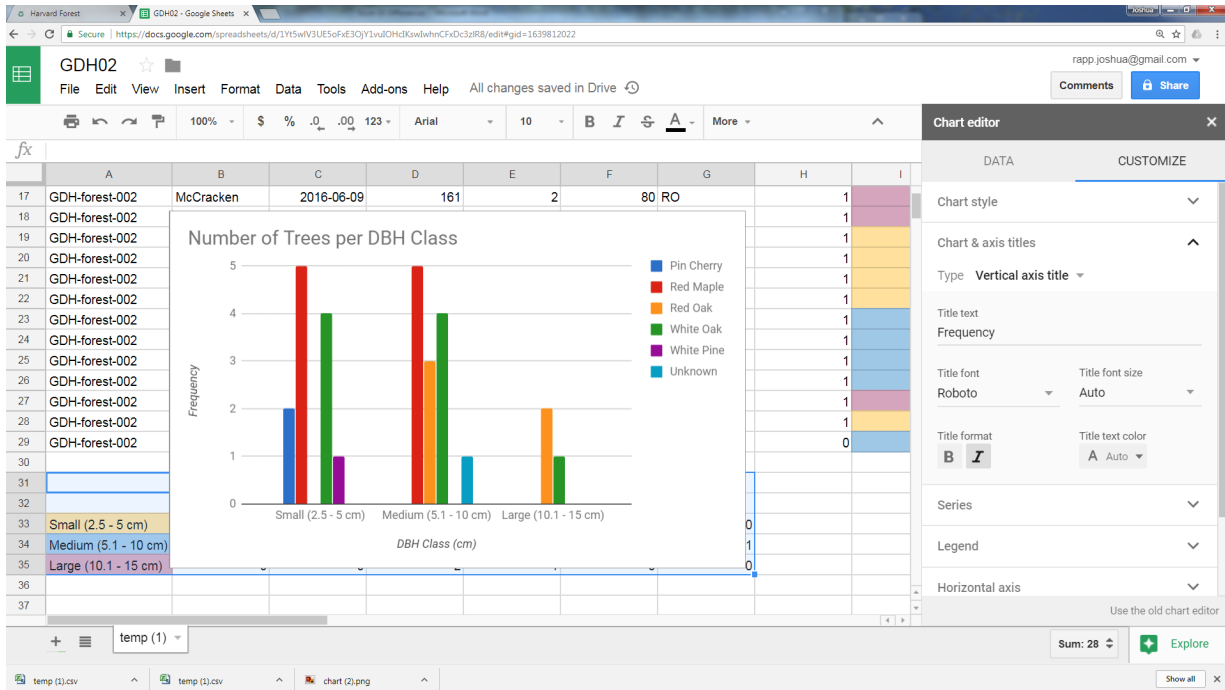 Harvard Forest × GDH02 - Google Sheets × Joshua
Secure | https://docs.google.com/spreadsheets/d/1Yt5wIV3UE5oFxE3OjY1vulOHcIKswIwhnCFxDc3zIR8/edit#gid=1639812022
GDH02 rapp.joshua@gmail.com
File Edit View Insert Format Data Tools Add-ons Help All changes saved in Drive Comments Share
100% $ % .0 .00 123 Arial 10 B I S A More
fx
A B C D E F G H I
17 GDH-forest-002 McCracken 2016-06-09 161 2 80 RO 1
18 GDH-forest-002 1
19 GDH-forest-002 1
20 GDH-forest-002 1
21 GDH-forest-002 1
22 GDH-forest-002 1
23 GDH-forest-002 1
24 GDH-forest-002 1
25 GDH-forest-002 1
26 GDH-forest-002 1
27 GDH-forest-002 1
28 GDH-forest-002 1
29 GDH-forest-002 0
30
31
32
33 Small (2.5 - 5 cm) 0
34 Medium (5.1 - 10 cm) 1
35 Large (10.1 - 15 cm) 0
36
37
Number of Trees per DBH Class
5
4
3
2
1
0
Frequency
Small (2.5 - 5 cm) Medium (5.1 - 10 cm) Large (10.1 - 15 cm)
DBH Class (cm)
Pin Cherry
Red Maple
Red Oak
White Oak
White Pine
Unknown
Chart editor ×
DATA CUSTOMIZE
Chart style
Chart & axis titles
Type Vertical axis title
Title text
Frequency
Title font Title font size
Roboto Auto
Title format Title text color
B I A Auto
Series
Legend
Horizontal axis
Use the old chart editor
+ temp (1) Sum: 28 Explore
temp (1).csv temp (1).csv chart (2).png Show all ×